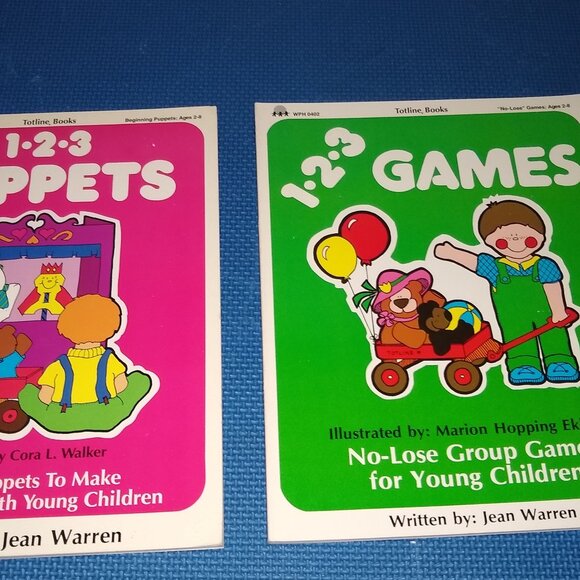 Totline Books
Beginning Puppets: Ages 2-8
1·2·3
PPETS
y Cora L. Walker
ppets To Make
th Young Children
Jean Warren
WPH 0402
Totline Books
"No-Lose" Games: Ages 2-8
1·2·3
GAMES
TOTLINE
Illustrated by: Marion Hopping Ek
No-Lose Group Game
for Young Children
Written by: Jean Warren